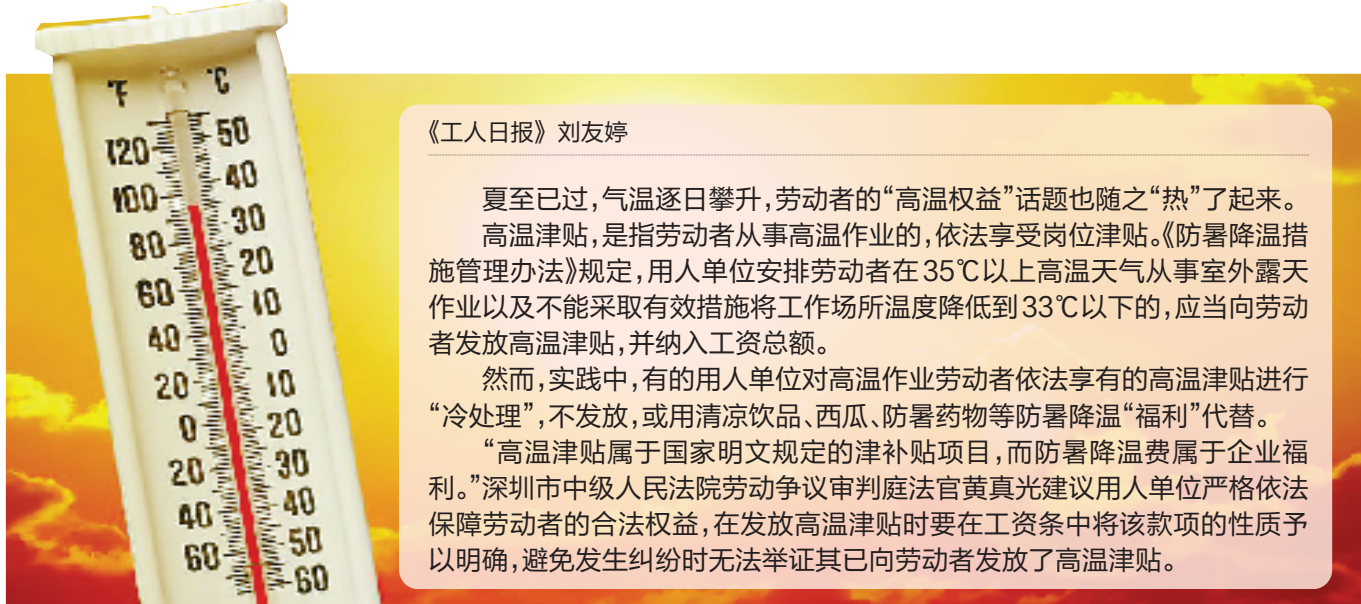 °F °C
120 50
100 40
80 30
60 20
40 10
20 0
0 10
20 20
40 30
60 40
50
60
《工人日报》刘友婷
夏至已过,气温逐日攀升,劳动者的“高温权益”话题也随之“热”了起来。
高温津贴,是指劳动者从事高温作业的,依法享受岗位津贴。《防暑降温措
施管理办法》规定,用人单位安排劳动者在35℃以上高温天气从事室外露天
作业以及不能采取有效措施将工作场所温度降低到33℃以下的,应当向劳动
者发放高温津贴,并纳入工资总额。
然而,实践中,有的用人单位对高温作业劳动者依法享有的高温津贴进行
“冷处理”,不发放,或用清凉饮品、西瓜、防暑药物等防暑降温“福利”代替。
“高温津贴属于国家明文规定的津补贴项目,而防暑降温费属于企业福
利。”深圳市中级人民法院劳动争议审判庭法官黄真光建议用人单位严格依法
保障劳动者的合法权益,在发放高温津贴时要在工资条中将该款项的性质予
以明确,避免发生纠纷时无法举证其已向劳动者发放了高温津贴。